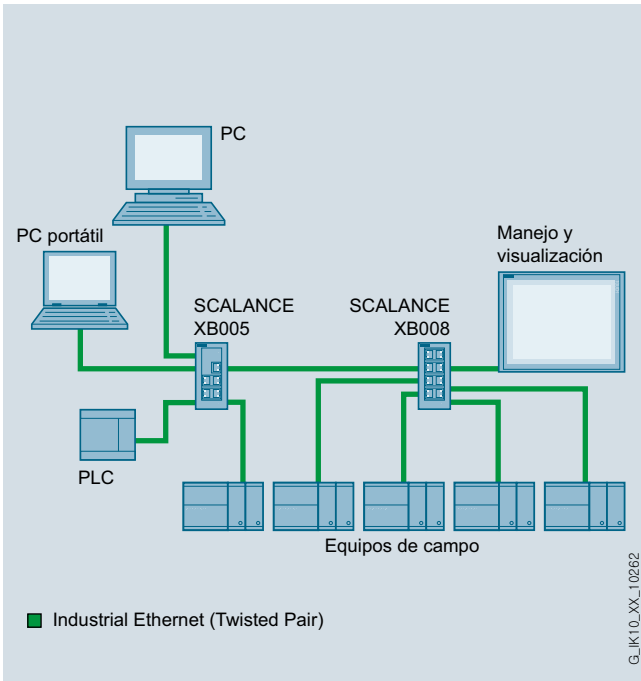 PC
PC portátil
Manejo y
visualización
SCALANCE
XB005
SCALANCE
XB008
PLC
Equipos de campo
Industrial Ethernet (Twisted Pair)
G_IK10_XX_10262